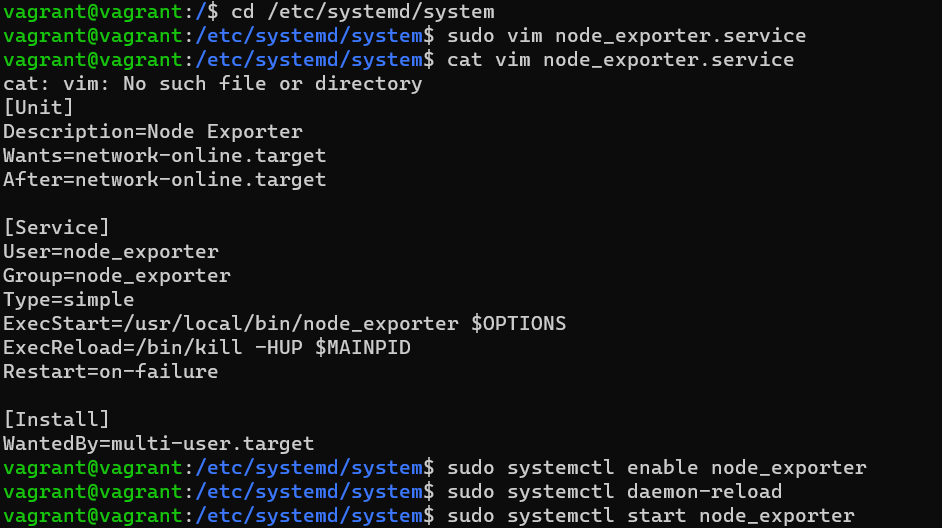 vagrant@vagrant:/$ cd /etc/systemd/system
vagrant@vagrant:/etc/systemd/system$ sudo vim node_exporter.service
vagrant@vagrant:/etc/systemd/system$ cat vim node_exporter.service
cat: vim: No such file or directory
[Unit]
Description=Node Exporter
Wants=network-online.target
After=network-online.target

[Service]
User=node_exporter
Group=node_exporter
Type=simple
ExecStart=/usr/local/bin/node_exporter $OPTIONS
ExecReload=/bin/kill -HUP $MAINPID
Restart=on-failure

[Install]
WantedBy=multi-user.target
vagrant@vagrant:/etc/systemd/system$ sudo systemctl enable node_exporter
vagrant@vagrant:/etc/systemd/system$ sudo systemctl daemon-reload
vagrant@vagrant:/etc/systemd/system$ sudo systemctl start node_exporter